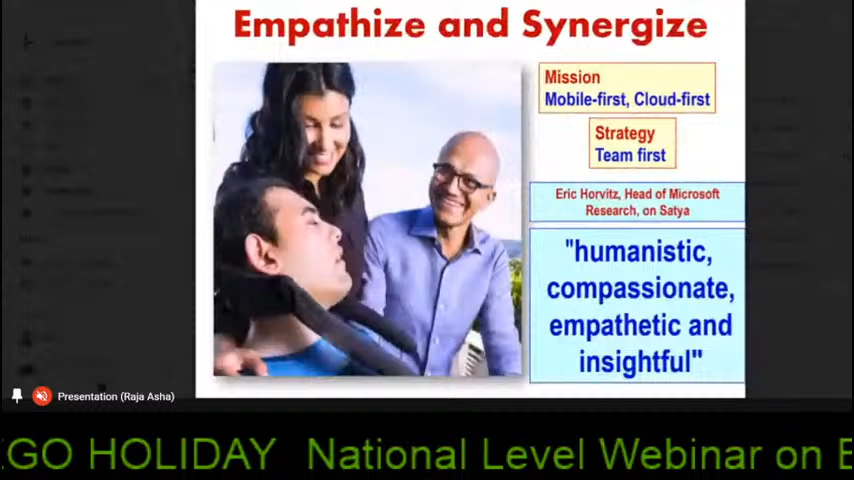 Empathize and Synergize
Mission
Mobile-first, Cloud-first
Strategy
Team first
Eric Horvitz, Head of Microsoft
Research, on Satya
"humanistic,
compassionate,
empathetic and
insightful"
Presentation (Raja Asha)
GO HOLIDAY National Level Webinar on